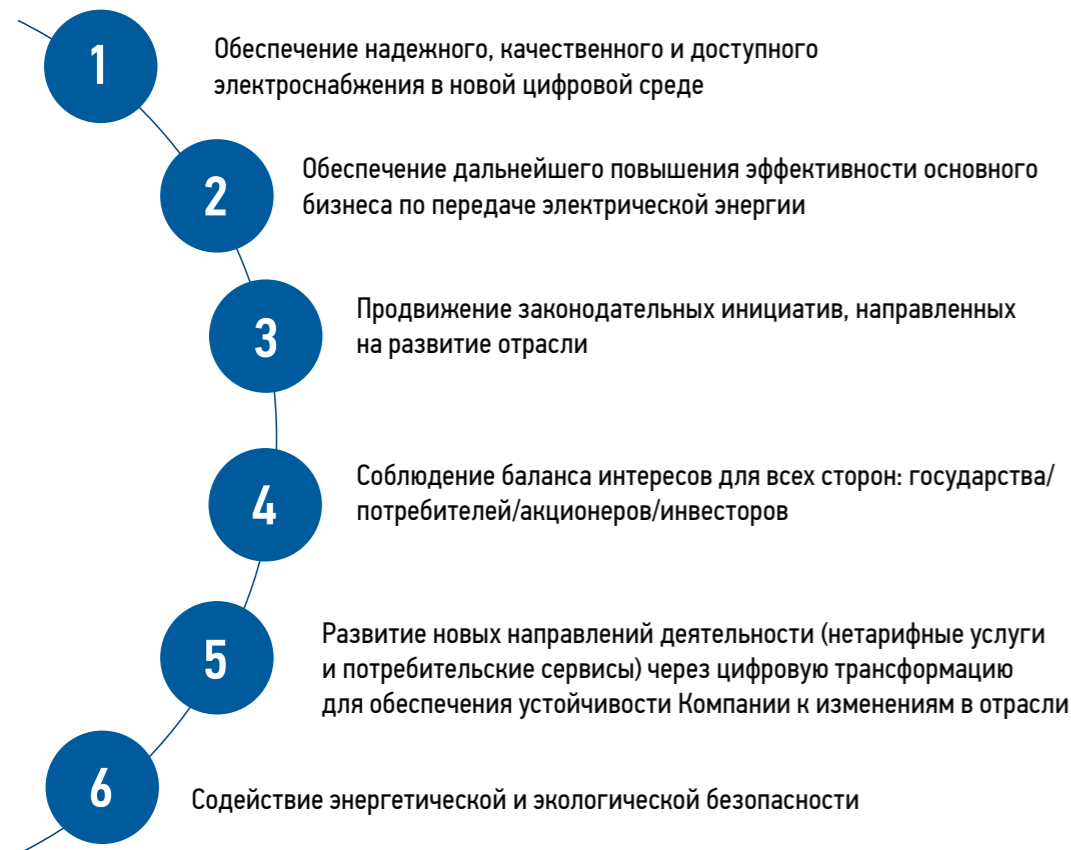 1
Обеспечение надежного, качественного и доступного
электроснабжения в новой цифровой среде
2
Обеспечение дальнейшего повышения эффективности основного
бизнеса по передаче электрической энергии
3
Продвижение законодательных инициатив, направленных
на развитие отрасли
4
Соблюдение баланса интересов для всех сторон: государства/
потребителей/акционеров/инвесторов
5
Развитие новых направлений деятельности (нетарифные услуги
и потребительские сервисы) через цифровую трансформацию
для обеспечения устойчивости Компании к изменениям в отрасли
6
Содействие энергетической и экологической безопасности